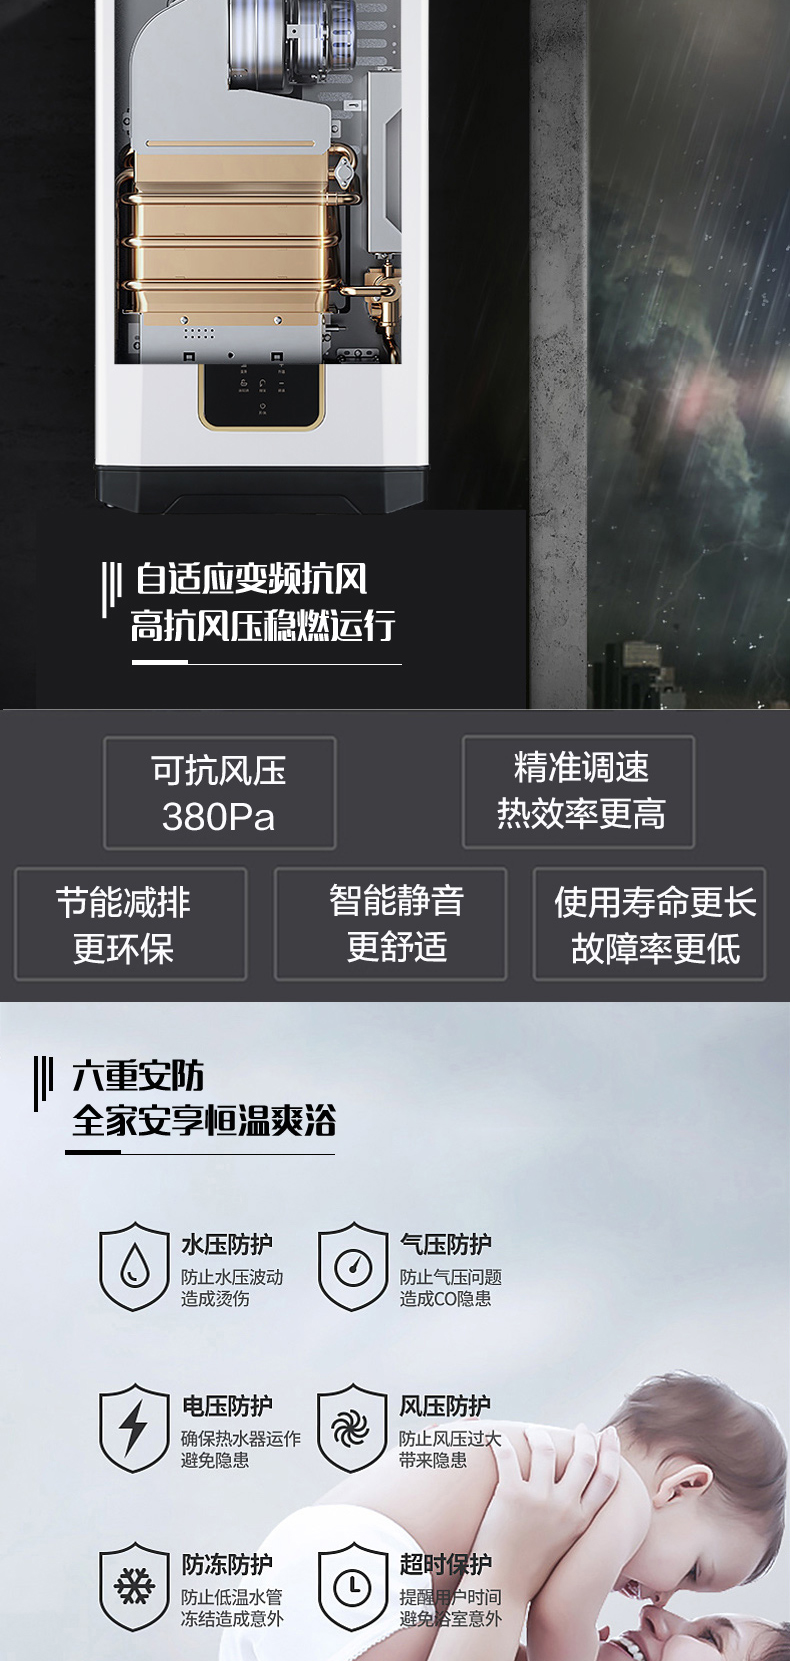 自适应变频抗风
高抗风压稳燃运行
可抗风压
380Pa
精准调速
热效率更高
节能减排
更环保
智能静音
更舒适
使用寿命更长
故障率更低
六重安防
全家安享恒温爽浴
水压防护
防止水压波动
造成烫伤
气压防护
防止气压问题
造成CO隐患
电压防护
确保热水器运作
避免隐患
风压防护
防止风压过大
带来隐患
防冻防护
防止低温水管
冻结造成意外
超时保护
提醒用户时间
避免浴室意外